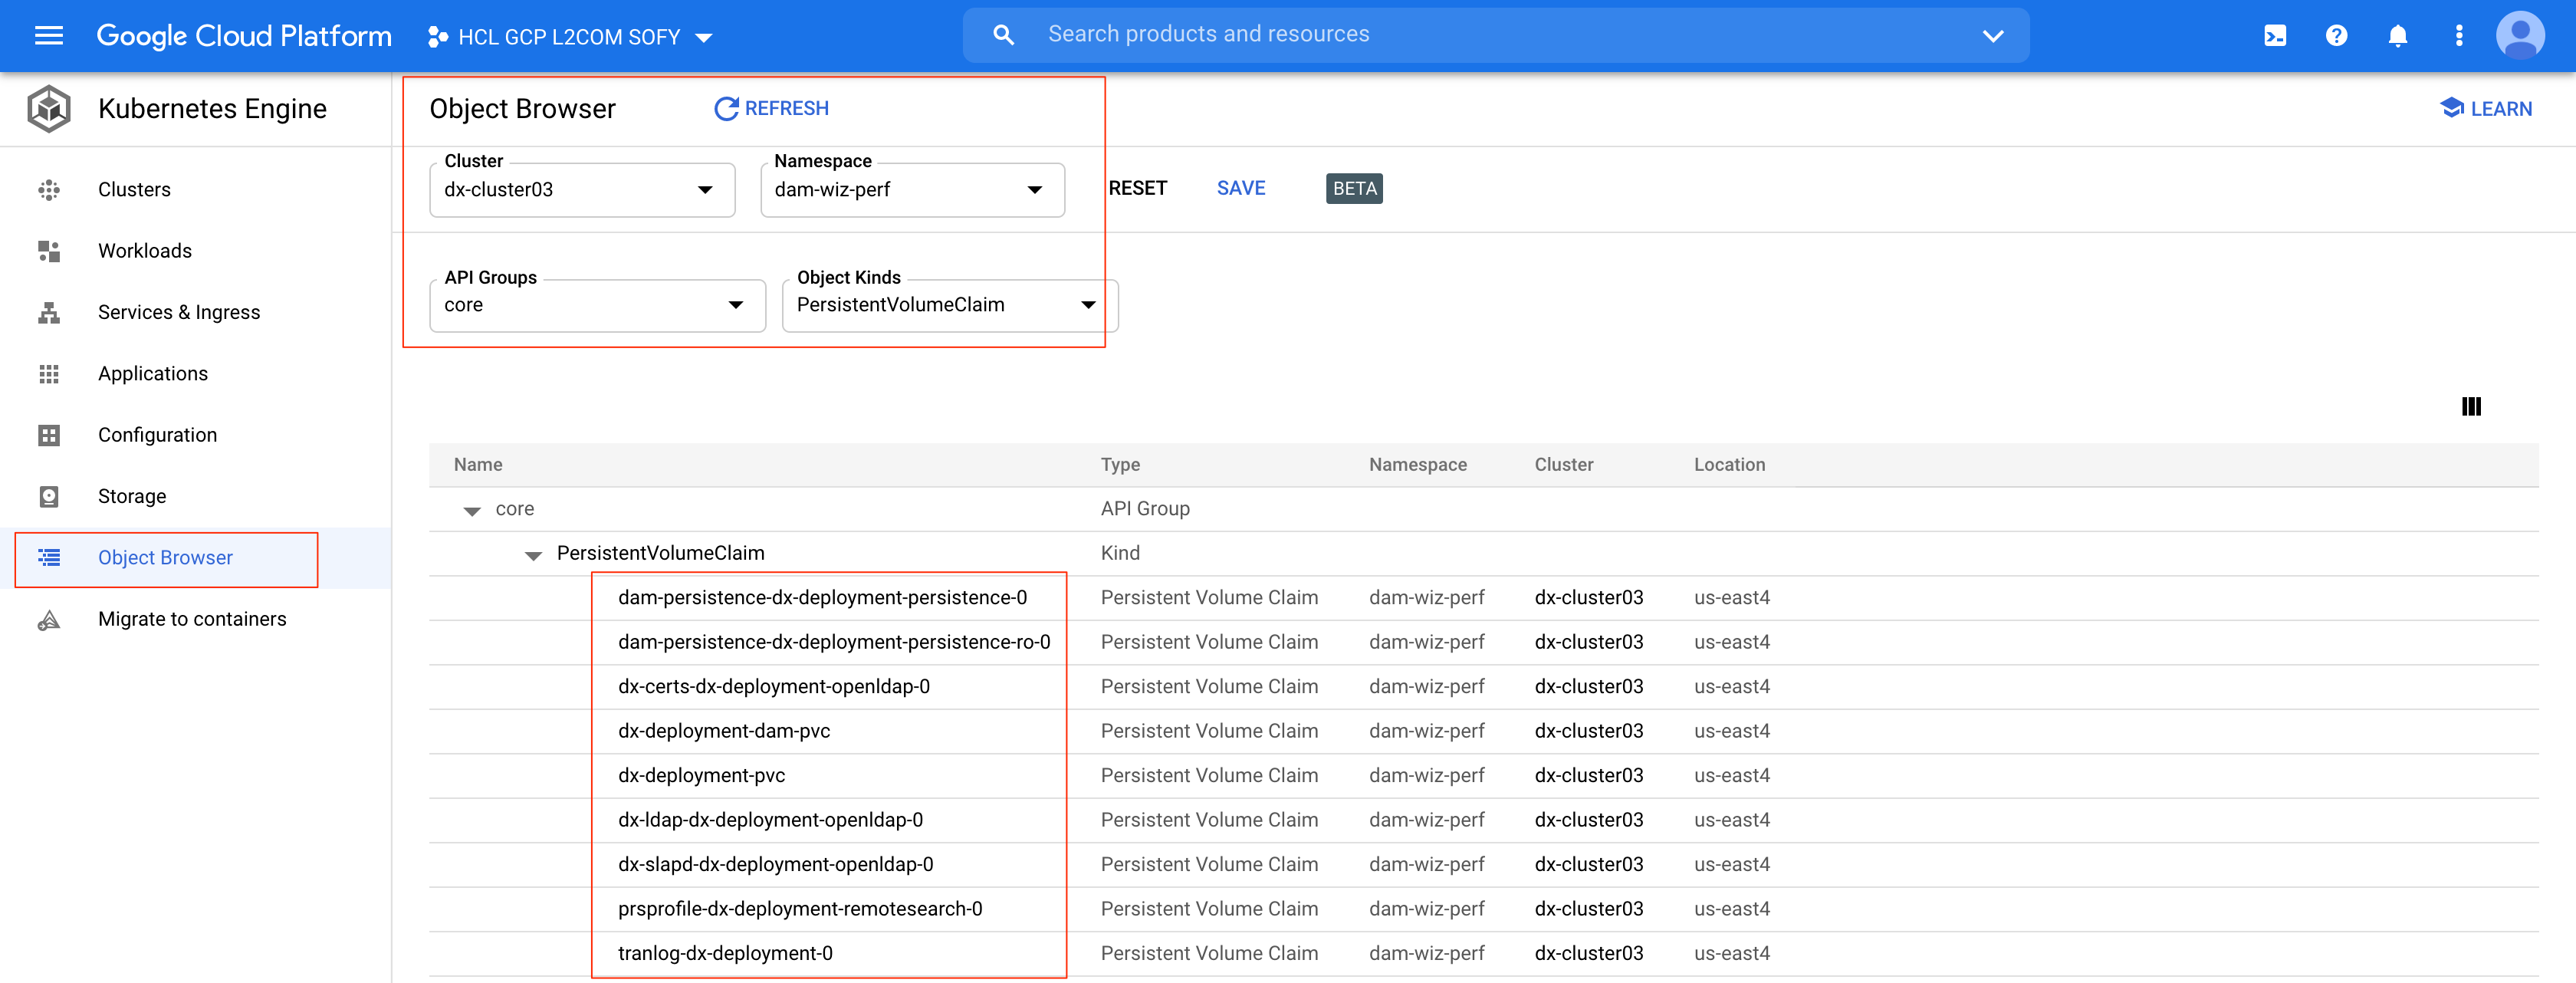 Google Cloud Platform HCL GCP L2COM SOFY Search products and resources
Kubernetes Engine
Clusters
Workloads
Services & Ingress
Applications
Configuration
Storage
Object Browser
Migrate to containers
Object Browser REFRESH LEARN
Cluster Namespace
dx-cluster03 dam-wiz-perf RESET SAVE BETA
API Groups Object Kinds
core PersistentVolumeClaim
Name Type Namespace Cluster Location
core API Group
PersistentVolumeClaim Kind
dam-persistence-dx-deployment-persistence-0 Persistent Volume Claim dam-wiz-perf dx-cluster03 us-east4
dam-persistence-dx-deployment-persistence-ro-0 Persistent Volume Claim dam-wiz-perf dx-cluster03 us-east4
dx-certs-dx-deployment-openldap-0 Persistent Volume Claim dam-wiz-perf dx-cluster03 us-east4
dx-deployment-dam-pvc Persistent Volume Claim dam-wiz-perf dx-cluster03 us-east4
dx-deployment-pvc Persistent Volume Claim dam-wiz-perf dx-cluster03 us-east4
dx-ldap-dx-deployment-openldap-0 Persistent Volume Claim dam-wiz-perf dx-cluster03 us-east4
dx-slapd-dx-deployment-openldap-0 Persistent Volume Claim dam-wiz-perf dx-cluster03 us-east4
prsprofile-dx-deployment-remotesearch-0 Persistent Volume Claim dam-wiz-perf dx-cluster03 us-east4
tranlog-dx-deployment-0 Persistent Volume Claim dam-wiz-perf dx-cluster03 us-east4